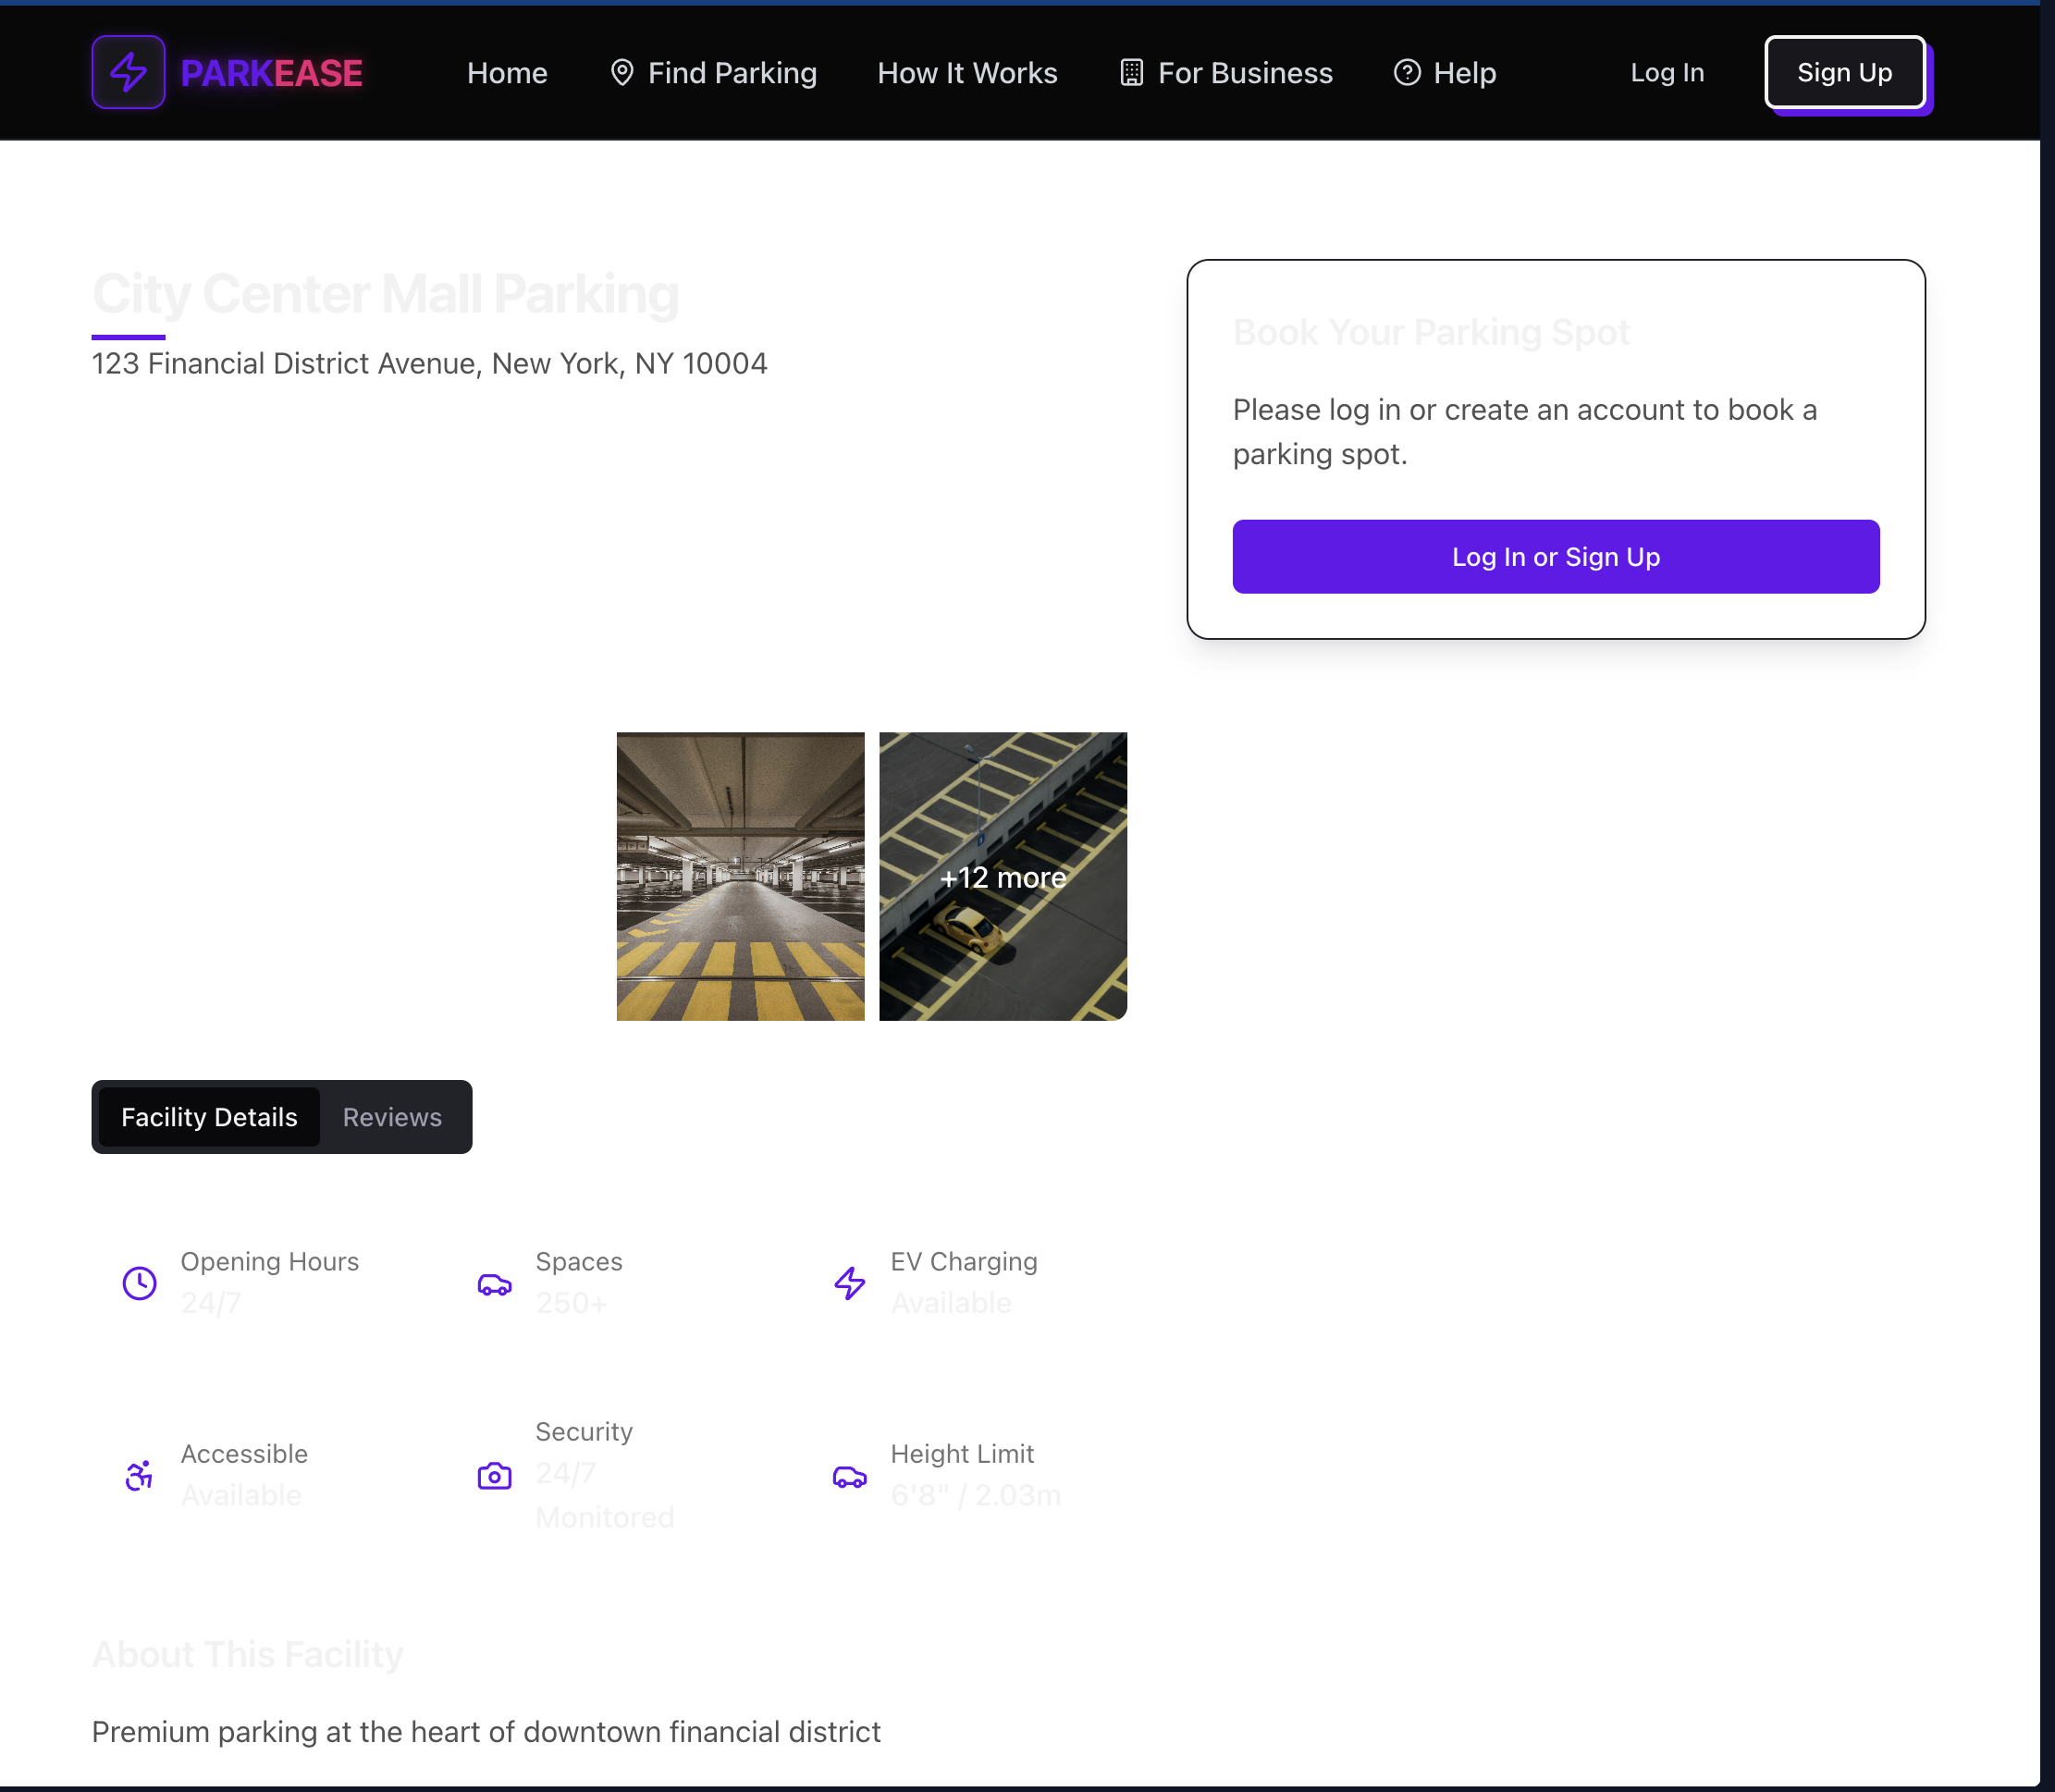 PARKEASE
Home
Find Parking
How It Works
For Business
Help
Log In
Sign Up
City Center Mall Parking
123 Financial District Avenue, New York, NY 10004
Book Your Parking Spot
Please log in or create an account to book a
parking spot.
Log In or Sign Up
+12 more
Facility Details
Reviews
Opening Hours
24/7
Spaces
250+
EV Charging
Available
Accessible
Available
Security
24/7
Monitored
Height Limit
6'8" / 2.03m
About This Facility
Premium parking at the heart of downtown financial district